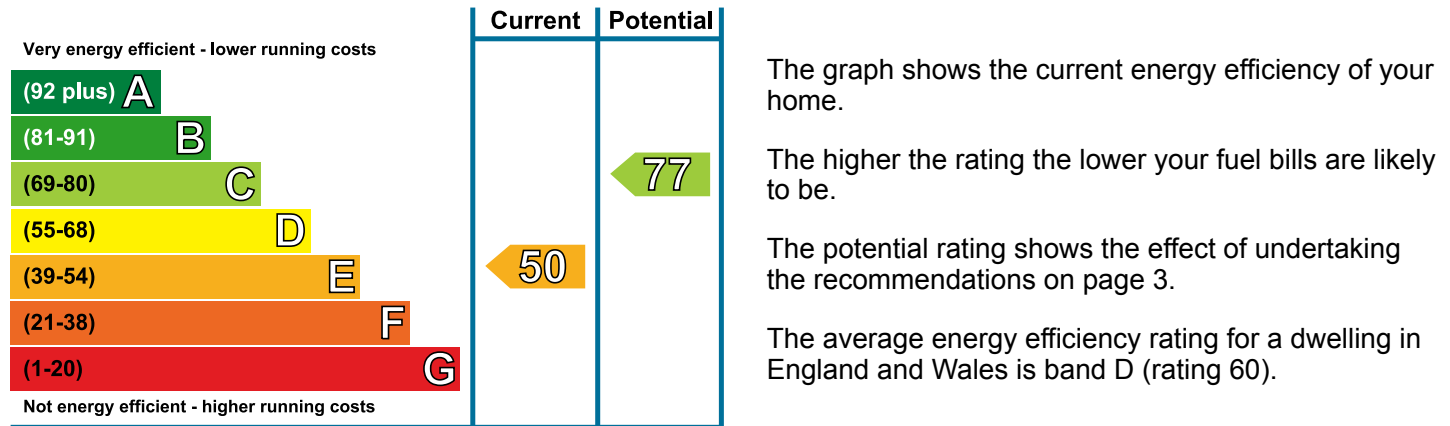 Current Potential
Very energy efficient - lower running costs
(92 plus) A
(81-91) B
(69-80) C
77
(55-68) D
(39-54) E
50
(21-38) F
(1-20) G
Not energy efficient - higher running costs
The graph shows the current energy efficiency of your
home.
The higher the rating the lower your fuel bills are likely
to be.
The potential rating shows the effect of undertaking
the recommendations on page 3.
The average energy efficiency rating for a dwelling in
England and Wales is band D (rating 60).